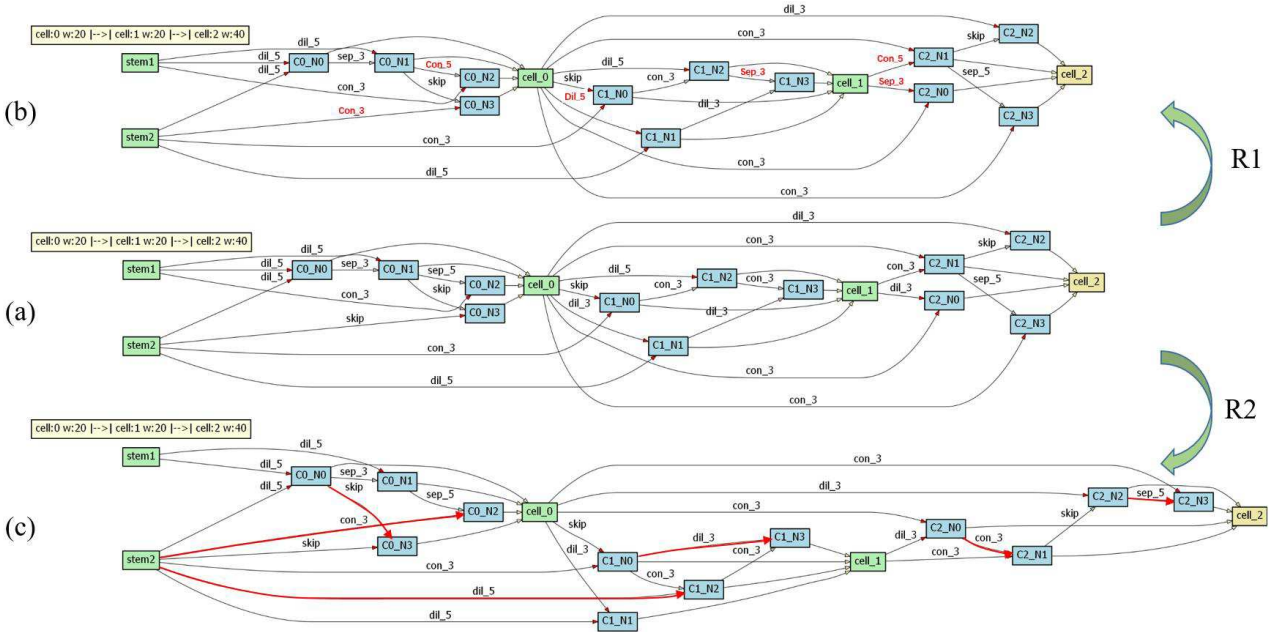 cell:0 w:20 |-->| cell:1 w:20 |-->| cell:2 w:40
dil_3
C2_N2
skip
con_3
dil_5
stem1
dil_5
C0_N0
sep_3
C0_N1
Con_5
C0_N2
cell_0
dil_5
C1_N2
Sep_3
C1_N3
cell_1
Con_5
C2_N1
cell_2
dil_5
skip
skip
con_3
sep_5
con_3
Dil_5
C1_N0
Sep_3
C2_N0
(b)
Con_3
C0_N3
dil_3
C2_N3
stem2
con_3
C1_N1
con_3
dil_5
con_3
R1
cell:0 w:20 |-->| cell:1 w:20 |-->| cell:2 w:40
dil_3
C2_N2
dil_5
con_3
skip
stem1
dil_5
C0_N0
sep_3
C0_N1
sep_5
C0_N2
cell_0
dil_5
C1_N2
con_3
C1_N3
cell_1
con_3
C2_N1
cell_2
dil_5
skip
skip
con_3
sep_5
con_3
dil_3
C1_N0
dil_3
C2_N0
(a)
skip
C0_N3
dil_3
C2_N3
stem2
con_3
C1_N1
con_3
dil_5
con_3
R2
cell:0 w:20 |-->| cell:1 w:20 |-->| cell:2 w:40
dil_5
stem1
dil_5
C0_N0
sep_3
C0_N1
con_3
dil_5
skip
sep_5
dil_3
C2_N2
sep_5
C2_N3
con_3
C0_N2
cell_0
con_3
skip
cell_2
(c)
skip
C0_N3
skip
C2_N0
con_3
stem2
dil_3
dil_3
C1_N3
dil_3
C2_N1
con_3
C1_N0
con_3
cell_1
con_3
con_3
dil_5
C1_N2
dil_5
C1_N1